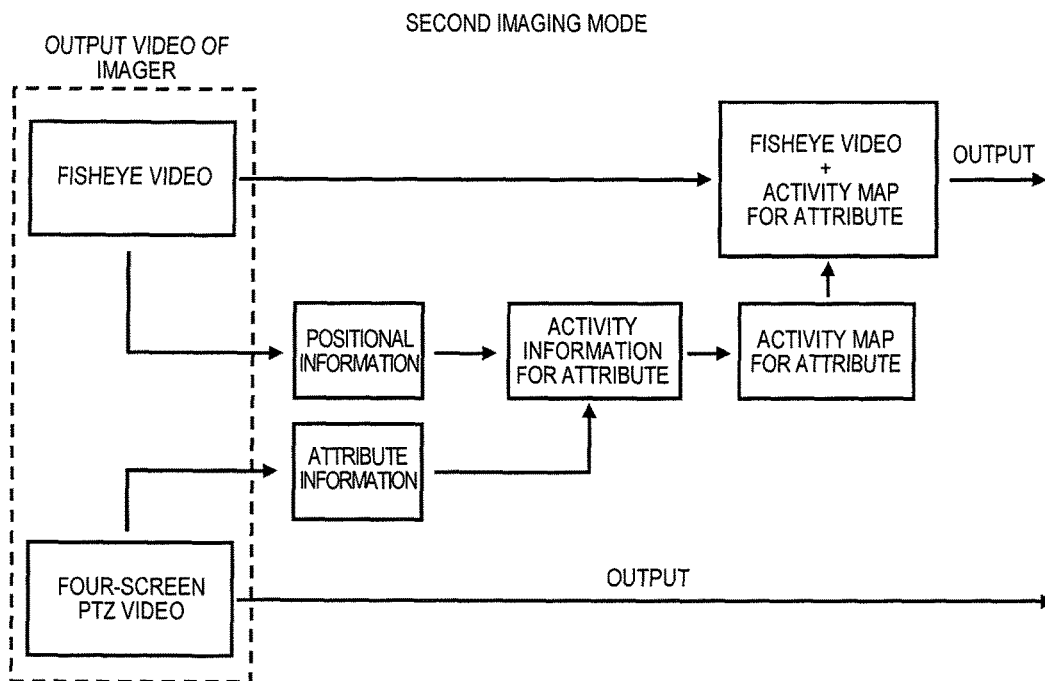 SECOND IMAGING MODE
OUTPUT VIDEO OF
IMAGER
FISHEYE VIDEO
FISHEYE VIDEO
+
ACTIVITY MAP
FOR ATTRIBUTE
OUTPUT
POSITIONAL
INFORMATION
ACTIVITY
INFORMATION
FOR ATTRIBUTE
ACTIVITY MAP
FOR ATTRIBUTE
ATTRIBUTE
INFORMATION
FOUR-SCREEN
PTZ VIDEO
OUTPUT